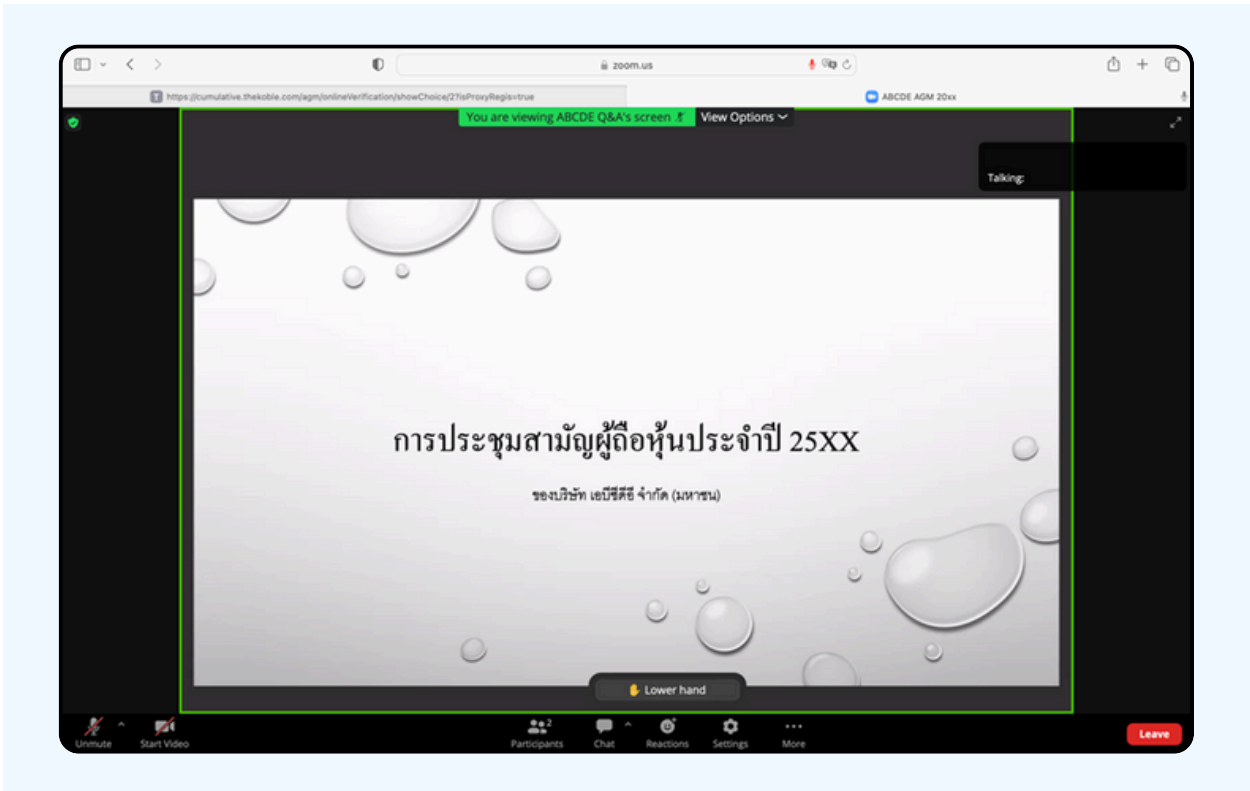 zoom.us
https://cumulative.thekoble.com/agm/onlineVerification/showChoice/2?isProxyRegis=true
ABCDE AGM 20xx
You are viewing ABCDE Q&A's screen
View Options
Talking:
การประชุมสามัญผู้ถือหุ้นประจำปี 25XX
ของบริษัท เอบีซีดีอี จำกัด (มหาชน)
Lower hand
2
Unmute
Start Video
Participants
Chat
Reactions
Settings
More
Leave